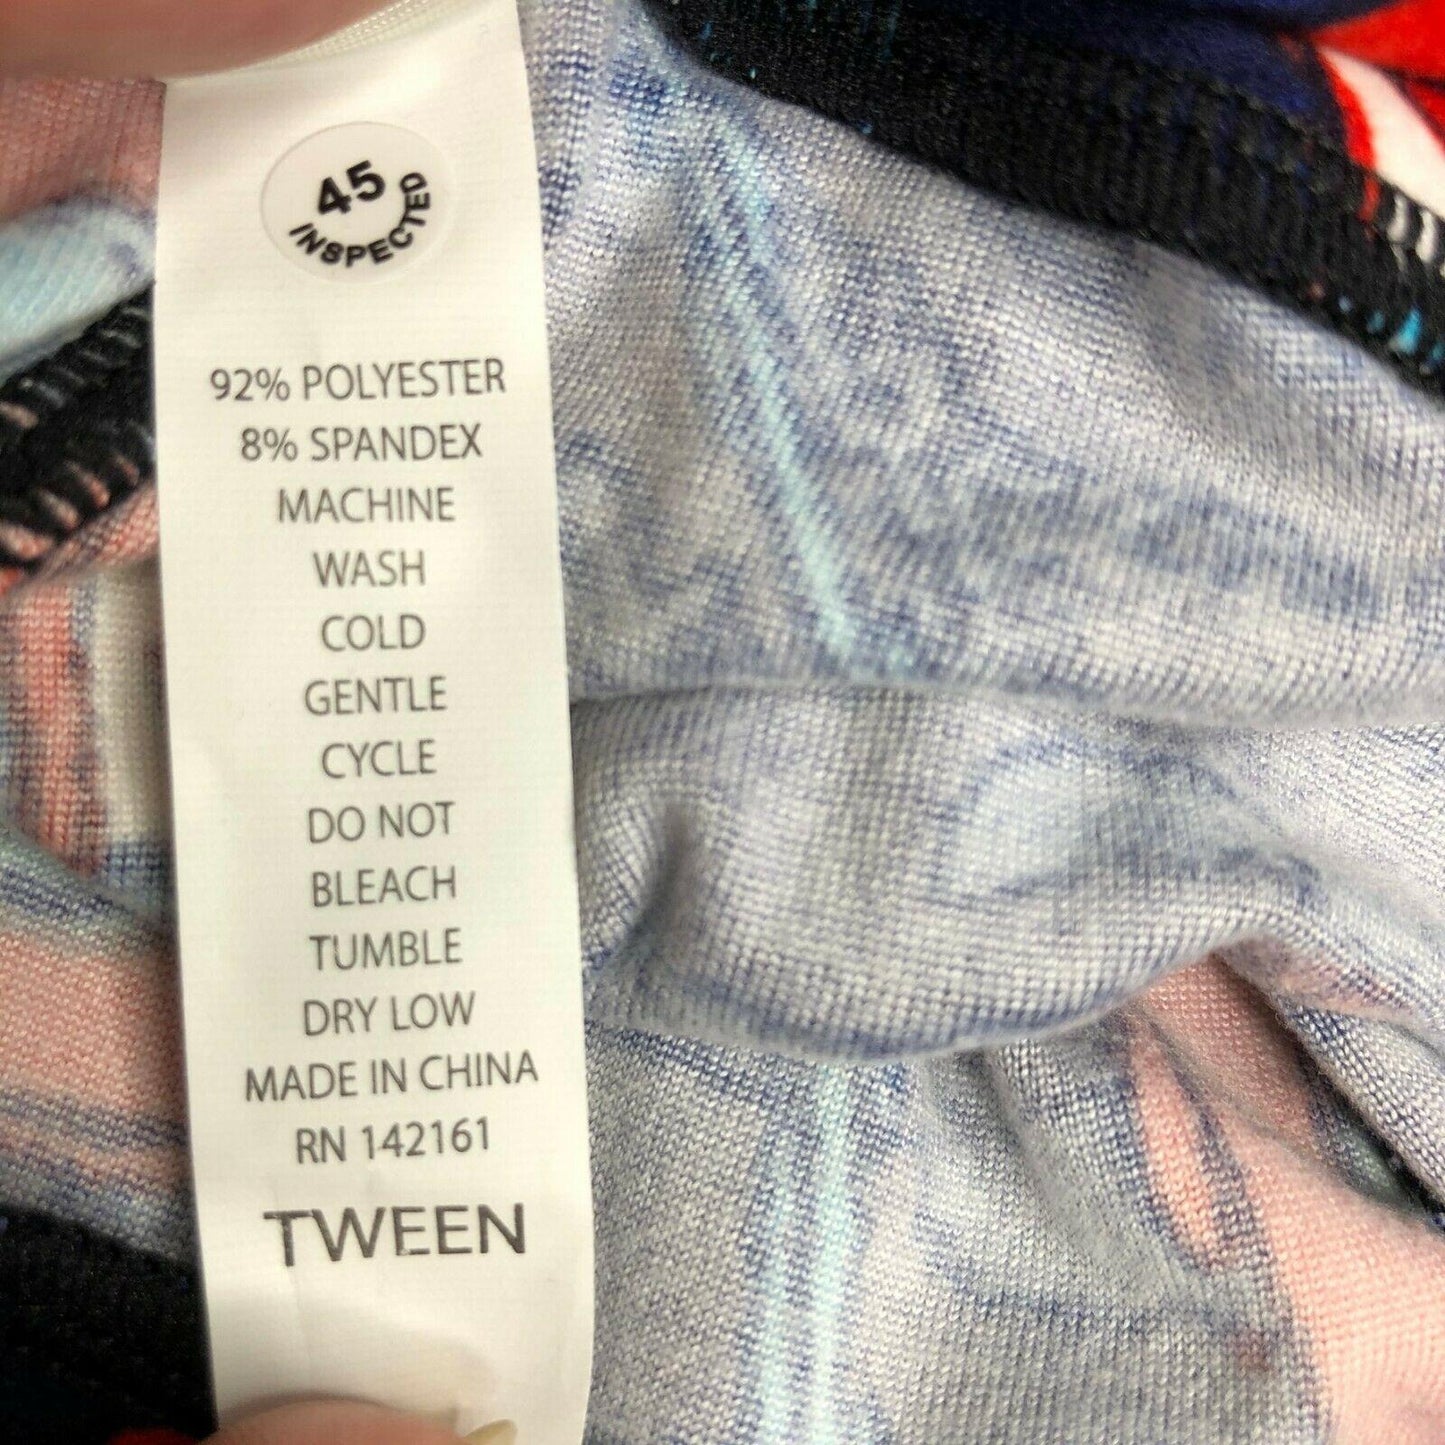 45
INSPECTED
92% POLYESTER
8% SPANDEX
MACHINE
WASH
COLD
GENTLE
CYCLE
DO NOT
BLEACH
TUMBLE
DRY LOW
MADE IN CHINA
RN 142161
TWEEN